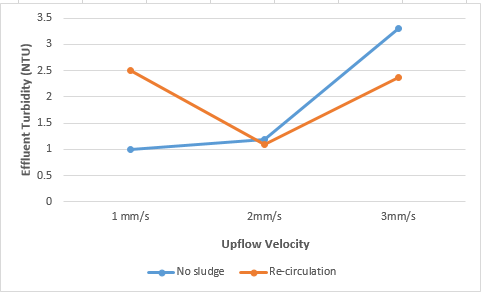 3.5
3
2.5
2
1.5
1
0.5
0
Effluent Turbidity (NTU)
1 mm/s 2mm/s 3mm/s
Upflow Velocity
No sludge Re-circulation